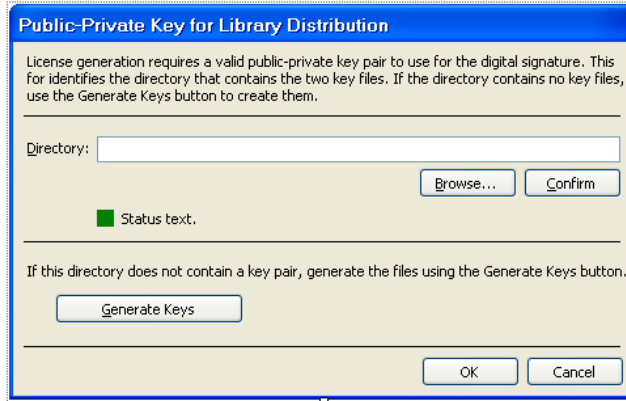 Public-Private Key for Library Distribution
License generation requires a valid public-private key pair to use for the digital signature. This
for identifies the directory that contains the two key files. If the directory contains no key files,
use the Generate Keys button to create them.
Directory:
Browse... Confirm
Status text.
If this directory does not contain a key pair, generate the files using the Generate Keys button.
Generate Keys
OK Cancel